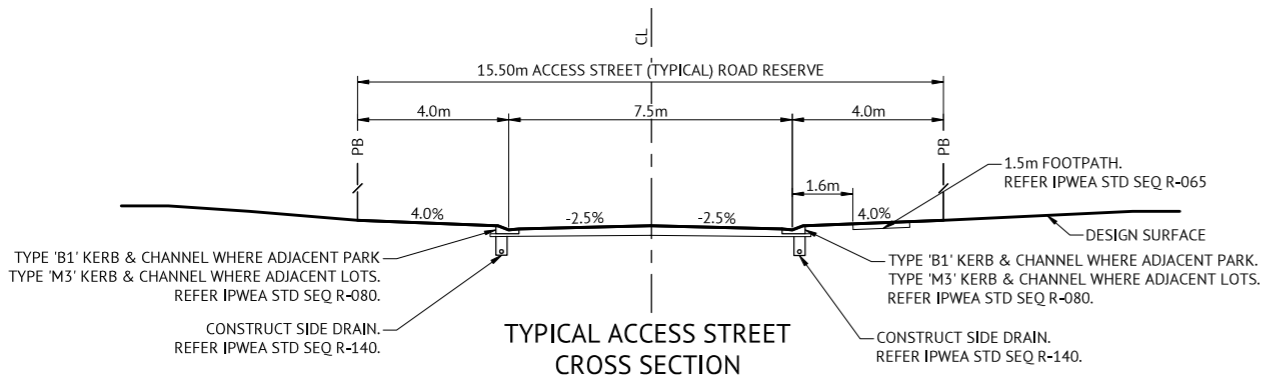 CL
15.50m ACCESS STREET (TYPICAL) ROAD RESERVE
4.0m
7.5m
4.0m
PB
PB
1.5m FOOTPATH.
REFER IPWEA STD SEQ R-065
1.6m
4.0%
-2.5%
-2.5%
4.0%
DESIGN SURFACE
TYPE 'B1' KERB & CHANNEL WHERE ADJACENT PARK
TYPE 'M3' KERB & CHANNEL WHERE ADJACENT LOTS.
REFER IPWEA STD SEQ R-080.
TYPE 'B1' KERB & CHANNEL WHERE ADJACENT PARK.
TYPE 'M3' KERB & CHANNEL WHERE ADJACENT LOTS.
REFER IPWEA STD SEQ R-080.
CONSTRUCT SIDE DRAIN.
REFER IPWEA STD SEQ R-140.
TYPICAL ACCESS STREET
CROSS SECTION
CONSTRUCT SIDE DRAIN.
REFER IPWEA STD SEQ R-140.